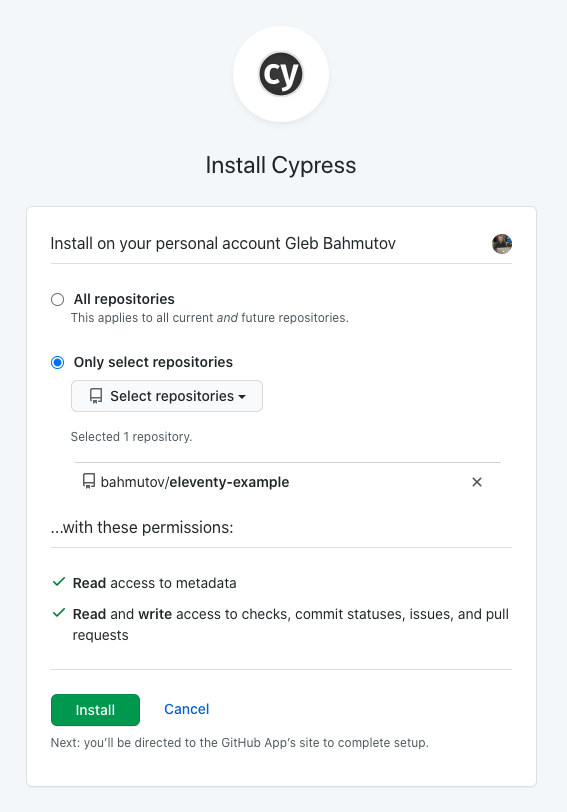 cy
Install Cypress
Install on your personal account Gleb Bahmutov
All repositories
This applies to all current and future repositories.
Only select repositories
Select repositories
Selected 1 repository.
bahmutov/eleventy-example
...with these permissions:
Read access to metadata
Read and write access to checks, commit statuses, issues, and pull
requests
Install Cancel
Next: you’ll be directed to the GitHub App’s site to complete setup.